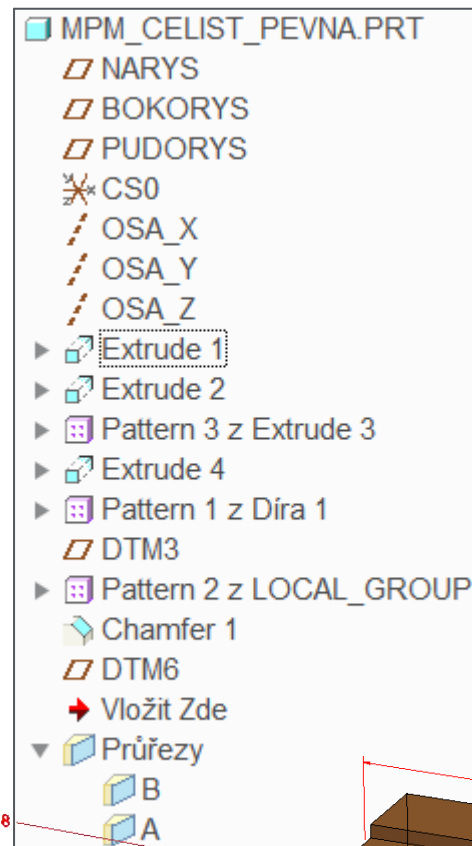 MPM_CELIST_PEVNA.PRT
NARYS
BOKORYS
PUDORYS
CS0
OSA_X
OSA_Y
OSA_Z
Extrude 1
Extrude 2
Pattern 3 z Extrude 3
Extrude 4
Pattern 1 z Díra 1
DTM3
Pattern 2 z LOCAL_GROUP
Chamfer 1
DTM6
Vložit Zde
Průřezy
B
8
A